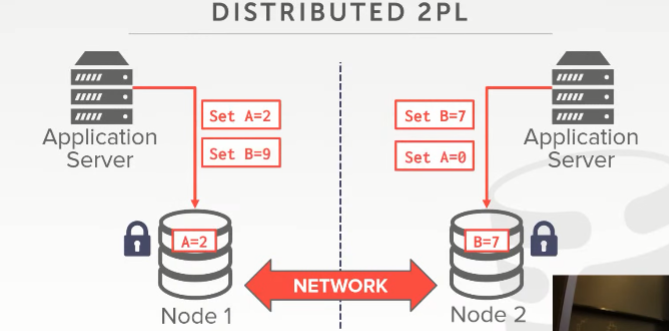 DISTRIBUTED 2PL
Application
Server
Set A=2
Set B=9
Set B=7
Set A=0
Application
Server
A=2
B=7
NETWORK
Node 1
Node 2